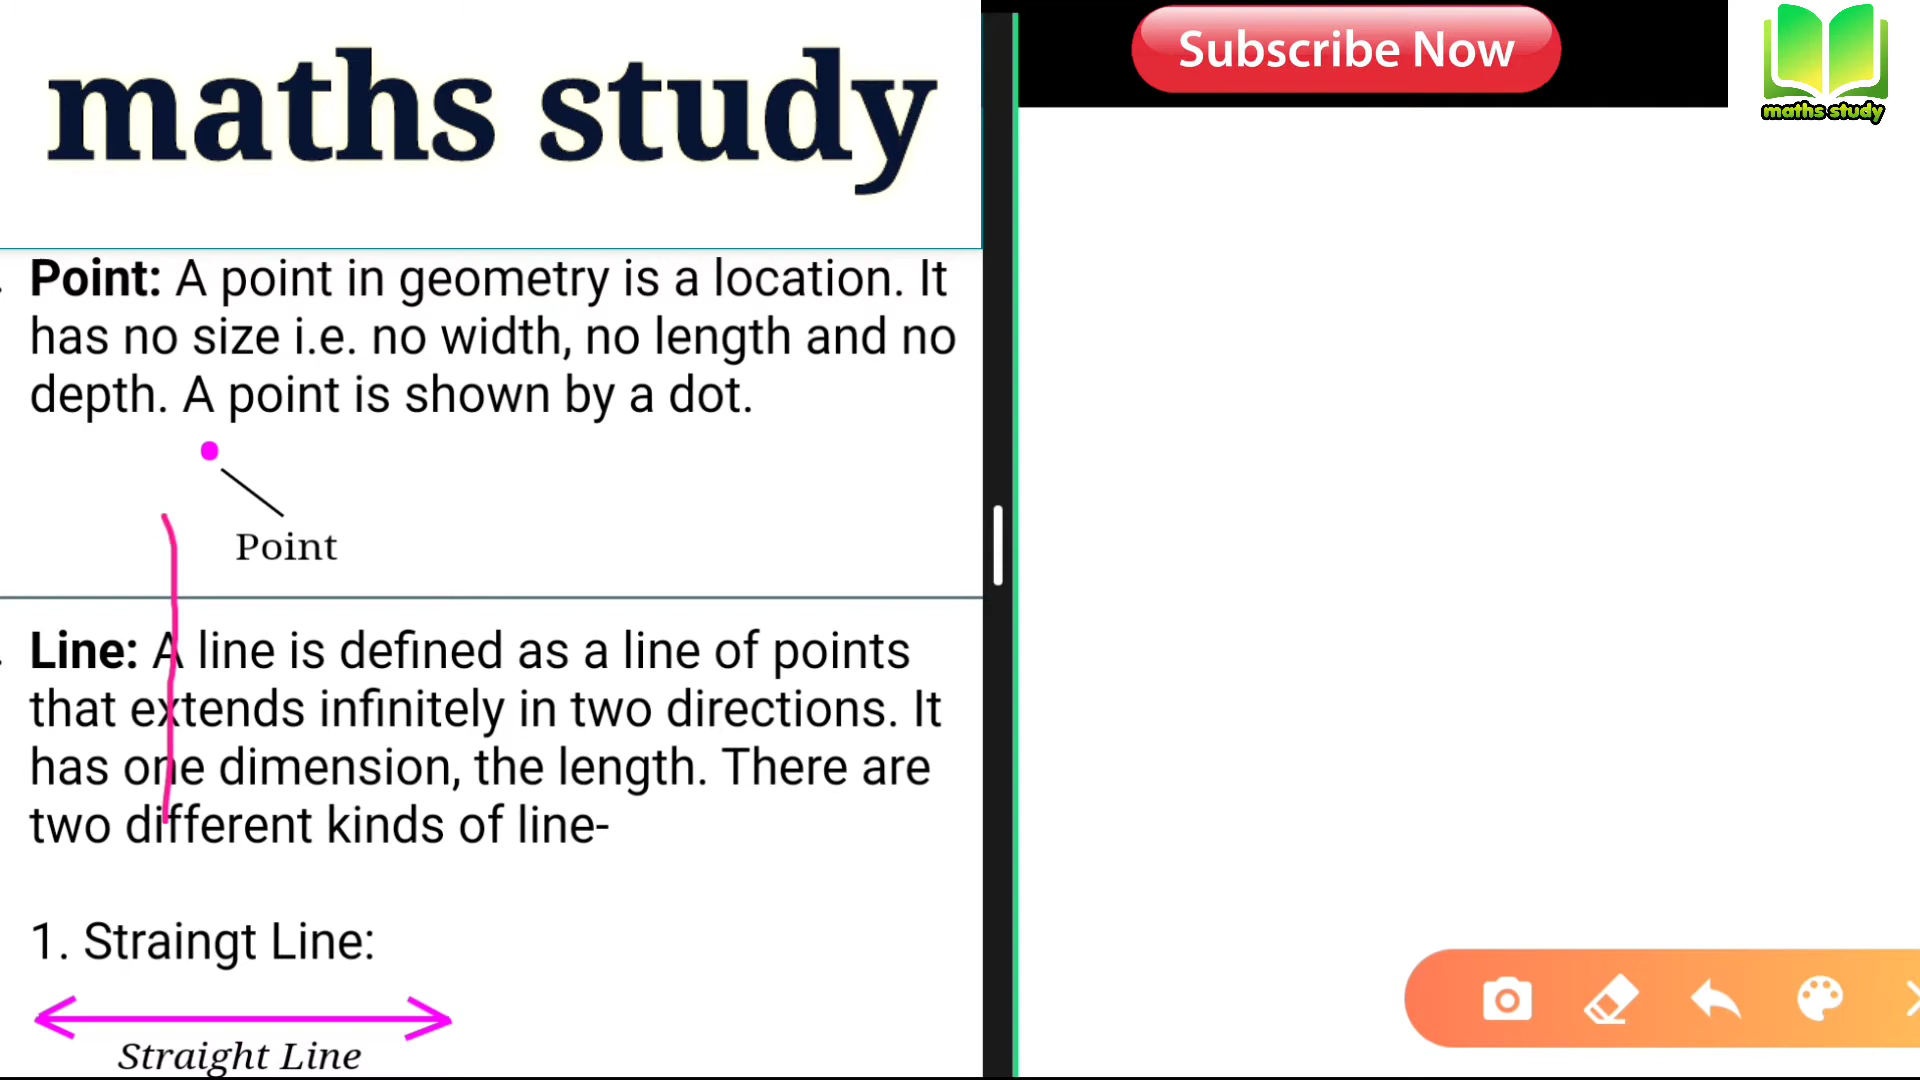 maths study
Subscribe Now
maths study
Point: A point in geometry is a location. It
has no size i.e. no width, no length and no
depth. A point is shown by a dot.
Point
Line: A line is defined as a line of points
that extends infinitely in two directions. It
has one dimension, the length. There are
two different kinds of line-
1. Straingt Line:
Straight Line